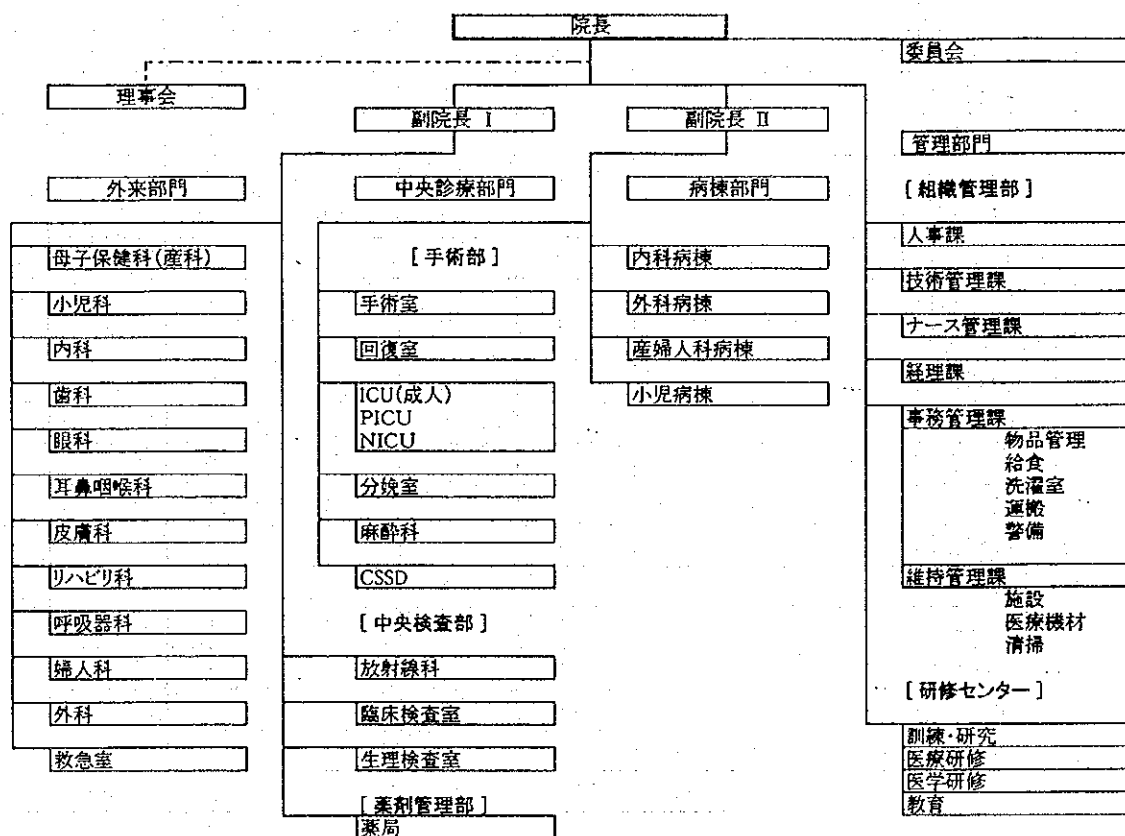 院長
委員会
理事会
副院長 I
副院長 II
管理部門
外来部門
中央診療部門
病棟部門
[ 組織管理部 ]
母子保健科(産科)
小児科
内科
歯科
眼科
耳鼻咽喉科
皮膚科
リハビリ科
呼吸器科
婦人科
外科
救急室
[ 手術部 ]
手術室
回復室
ICU(成人)
PICU
NICU
分娩室
麻酔科
CSSD
[ 中央検査部 ]
放射線科
臨床検査室
生理検査室
[ 薬剤管理部 ]
薬局
内科病棟
外科病棟
産婦人科病棟
小児病棟
人事課
技術管理課
ナース管理課
経理課
事務管理課
物品管理
給食
洗濯室
運搬
警備
維持管理課
施設
医療機材
清掃
[ 研修センター ]
訓練・研究
医療研修
医学研修
教育